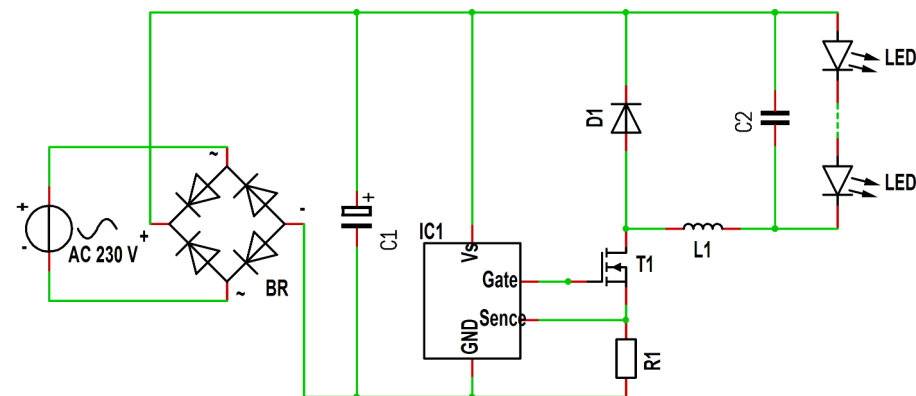 LED
D1
C2
~
+
-
AC 230 V
+
-
~
BR
+
C1
IC1
Vs
Gate
Sence
GND
T1
L1
R1
LED